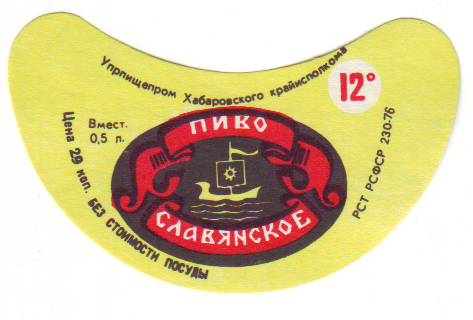 Упрпищепром Хабаровского крайисполкома
12°
Вмест.
0,5 л.
Цена 29 коп. БЕЗ СТОИМОСТИ ПОСУДЫ
ПИВО
СЛАВЯНСКОЕ
РСТ РСФСР 230-76